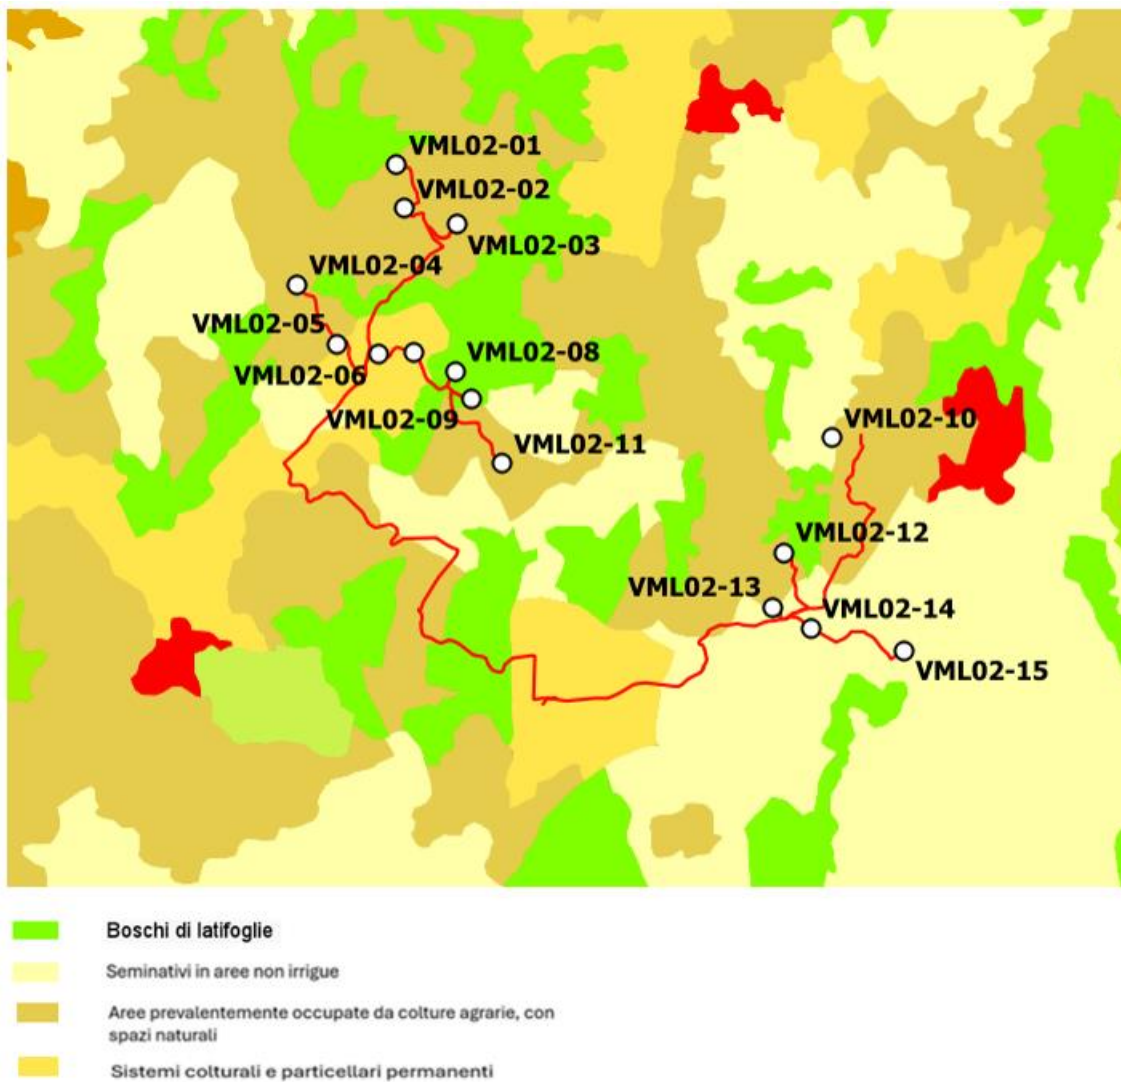 VML02-01
VML02-02
VML02-03
VML02-04
VML02-05
VML02-08
VML02-06
VML02-09
VML02-10
VML02-11
VML02-12
VML02-13
VML02-14
VML02-15
Boschi di latifoglie
Seminativi in aree non irrigue
Aree prevalentemente occupate da colture agrarie, con
spazi naturali
Sistemi colturali e particellari permanenti